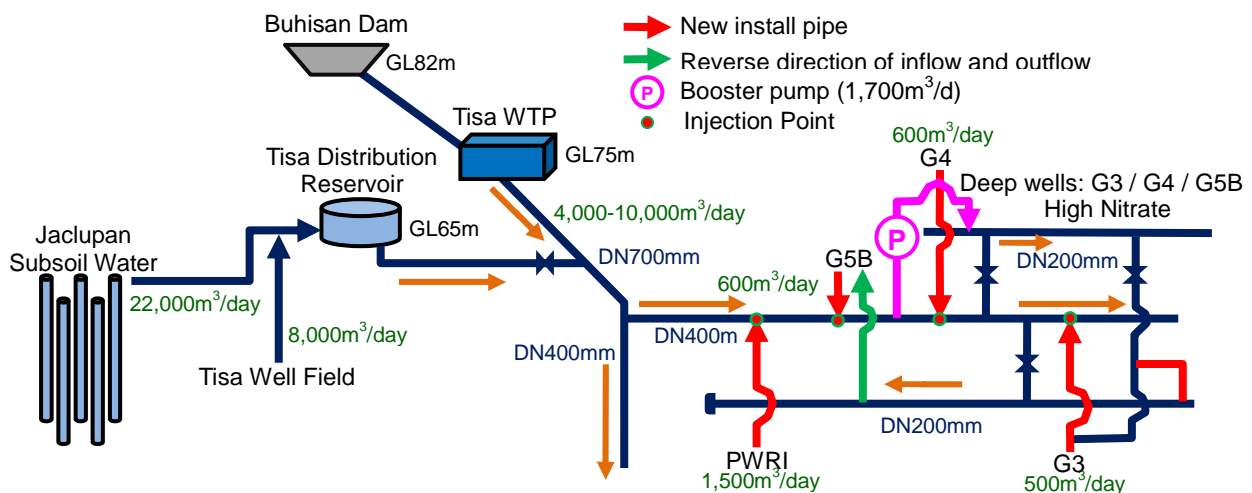 Buhisan Dam
GL82m
New install pipe
Reverse direction of inflow and outflow
P
Booster pump (1,700m³/d)
Injection Point
Tisa WTP
GL75m
Tisa Distribution
Reservoir
GL65m
4,000-10,000m³/day
600m³/day
G4
Deep wells: G3 / G4 / G5B
High Nitrate
Jaclupan
Subsoil Water
22,000m³/day
8,000m³/day
Tisa Well Field
DN700mm
600m³/day
G5B
P
DN200mm
DN400m
DN400mm
DN200mm
PWRI
1,500m³/day
G3
500m³/day